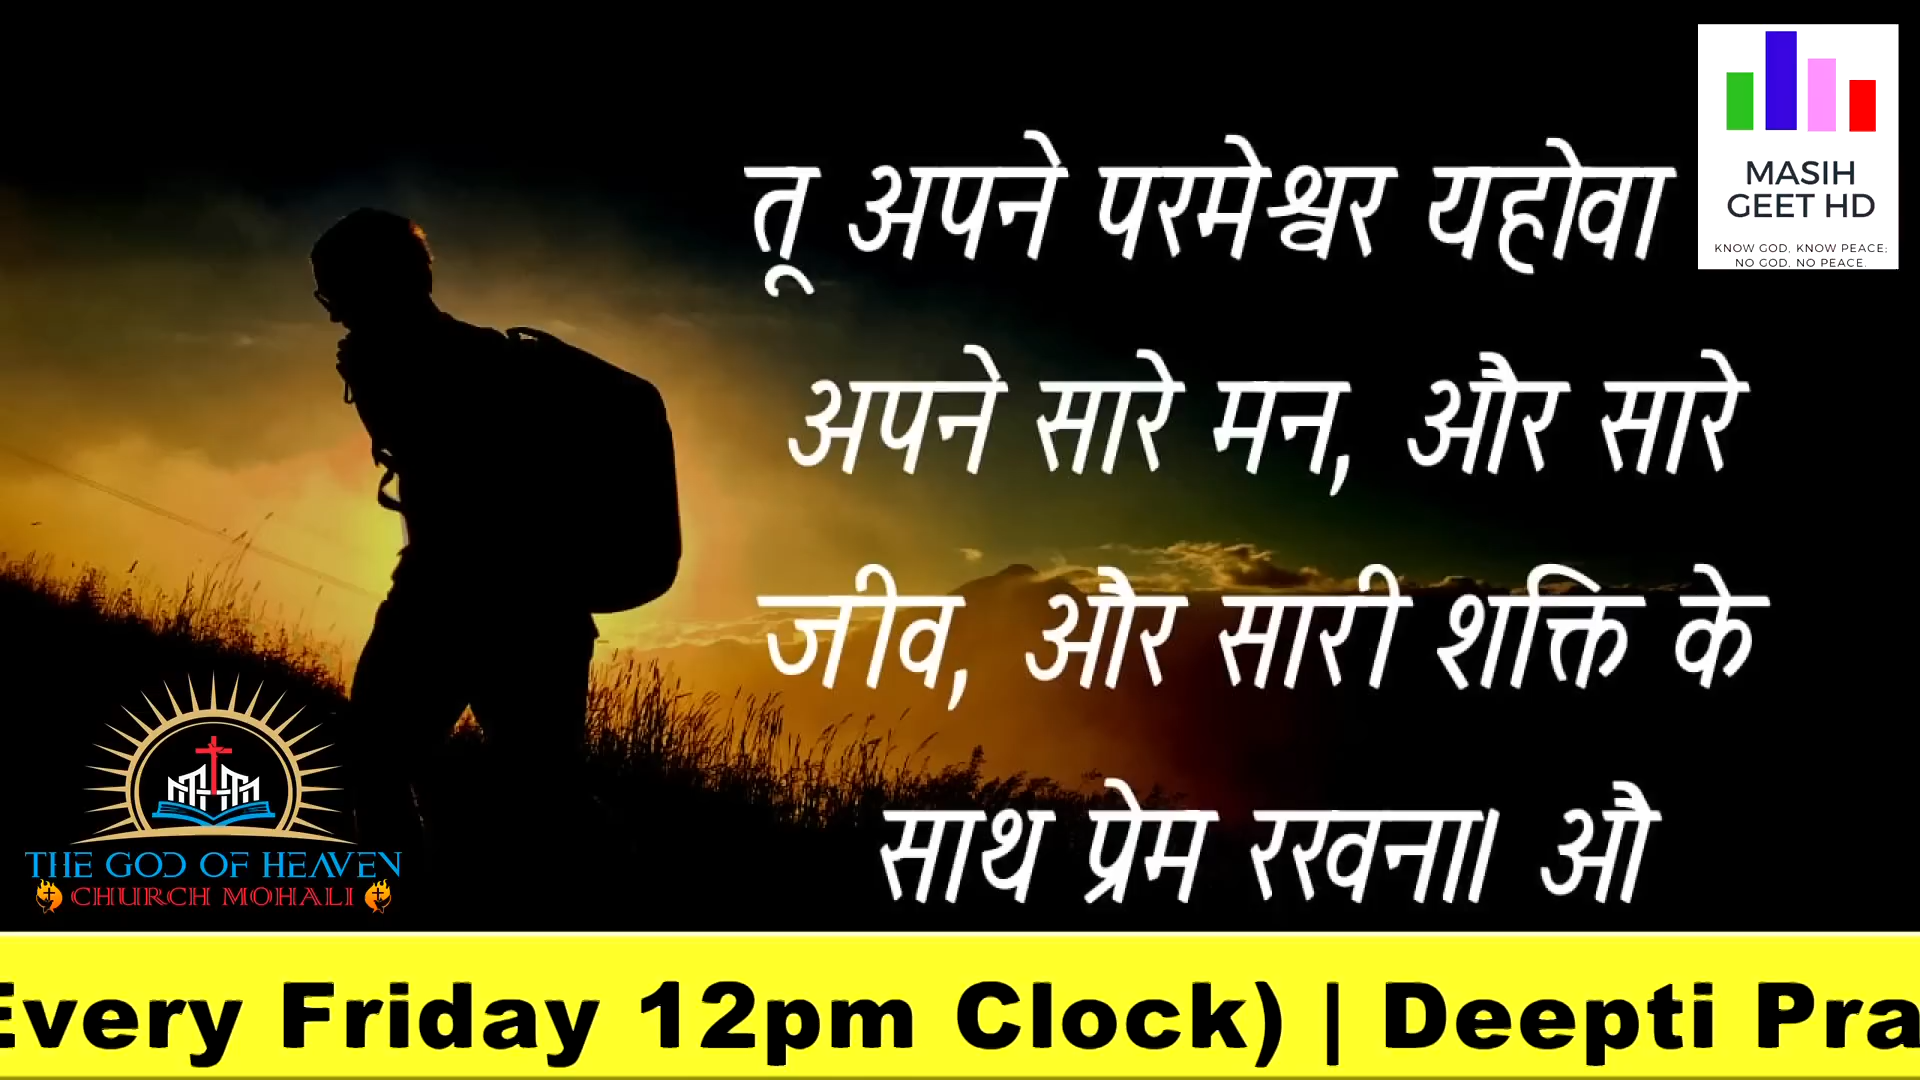 तू अपने परमेश्वर यहोवा
अपने सारे मन, और सारे
जीव, और सारी शक्ति के
साथ प्रेम रखना। औ
MASIH
GEET HD
KNOW GOD, KNOW PEACE;
NO GOD, NO PEACE.
THE GOD OF HEAVEN
CHURCH MOHALI
Every Friday 12pm Clock) | Deepti Pra